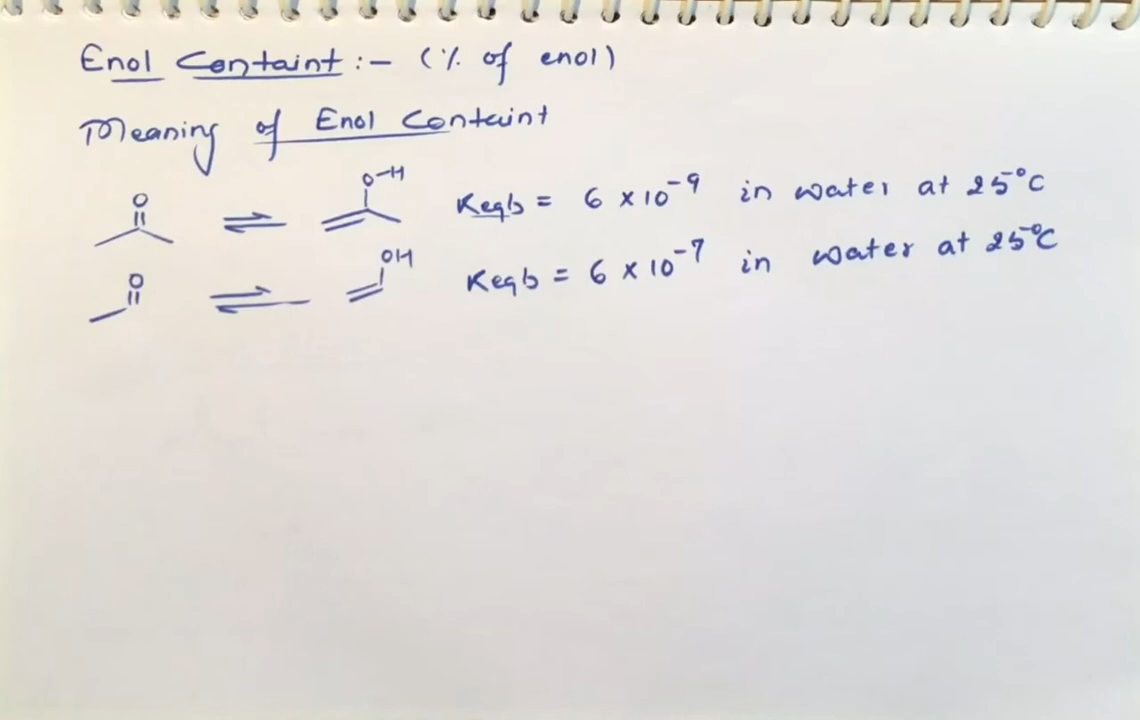 Enol Containt :- (% of enol)
Meaning of Enol Containt
O O-H Keqb = 6 × 10⁻⁹ in water at 25°C
O OH Keqb = 6 × 10⁻⁷ in water at 25°C